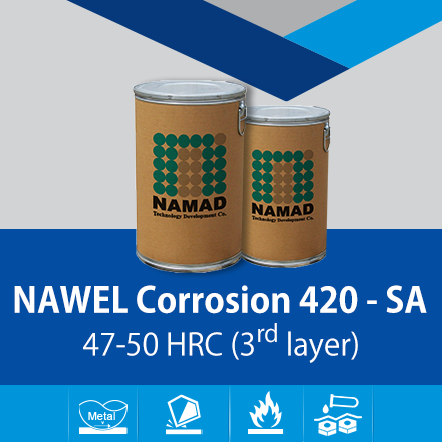 NAMAD
Technology Development Co.
NAMAD
Technology Development Co.
NAWEL Corrosion 420 - SA
47-50 HRC (3rd layer)
Metal